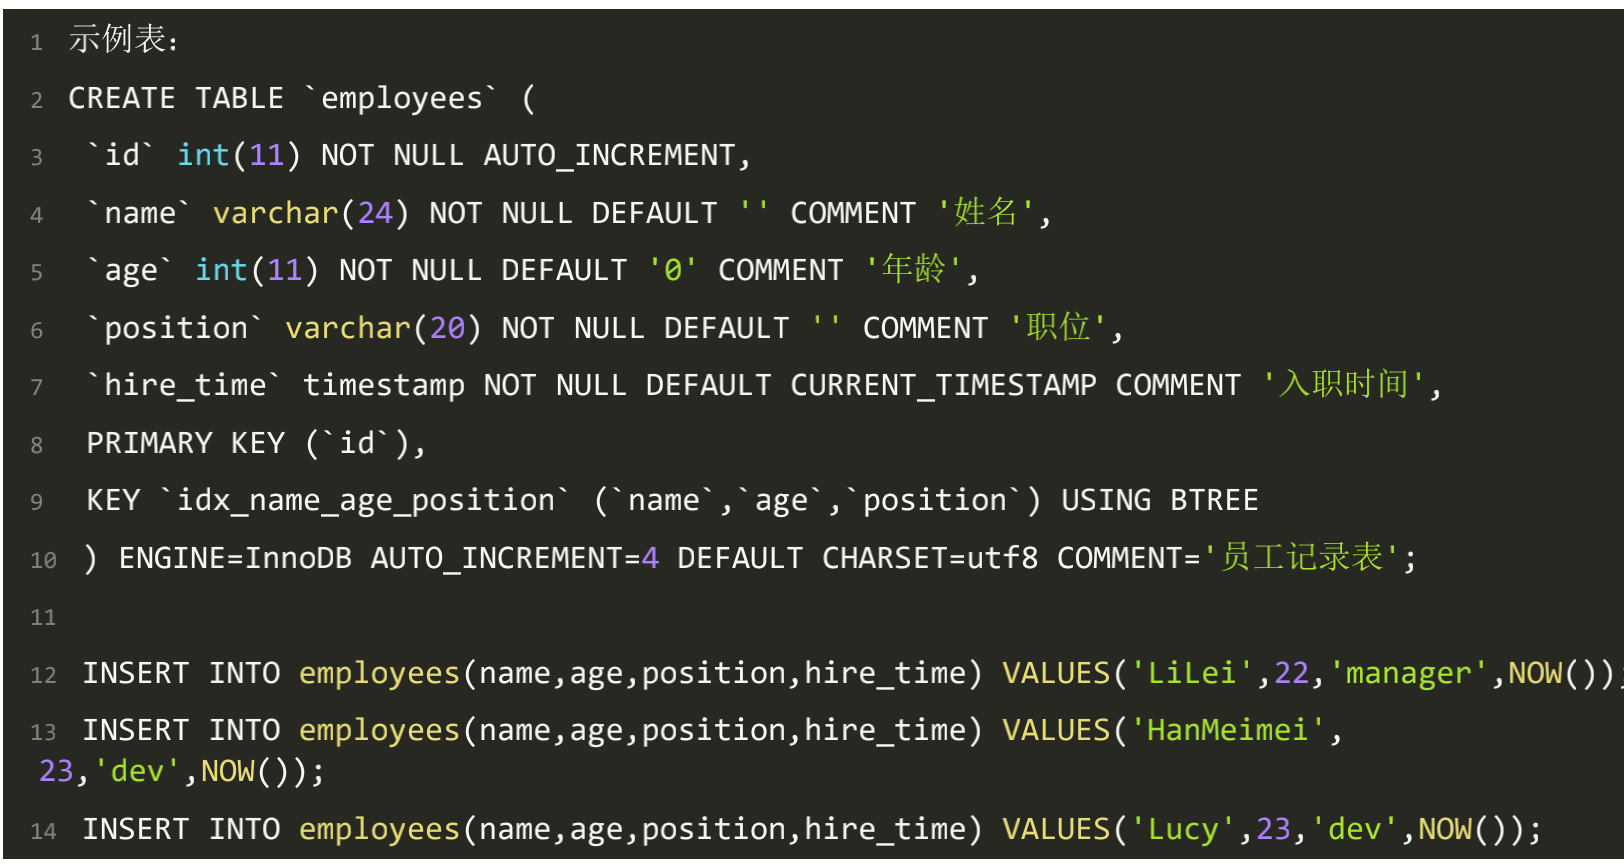 1 示例表：
2 CREATE TABLE `employees` (
3 `id` int(11) NOT NULL AUTO_INCREMENT,
4 `name` varchar(24) NOT NULL DEFAULT '' COMMENT '姓名',
5 `age` int(11) NOT NULL DEFAULT '0' COMMENT '年龄',
6 `position` varchar(20) NOT NULL DEFAULT '' COMMENT '职位',
7 `hire_time` timestamp NOT NULL DEFAULT CURRENT_TIMESTAMP COMMENT '入职时间',
8 PRIMARY KEY (`id`),
9 KEY `idx_name_age_position` (`name`,`age`,`position`) USING BTREE
10 ) ENGINE=InnoDB AUTO_INCREMENT=4 DEFAULT CHARSET=utf8 COMMENT='员工记录表';
11
12 INSERT INTO employees(name,age,position,hire_time) VALUES('LiLei',22,'manager',NOW());
13 INSERT INTO employees(name,age,position,hire_time) VALUES('HanMeimei',
23,'dev',NOW());
14 INSERT INTO employees(name,age,position,hire_time) VALUES('Lucy',23,'dev',NOW());